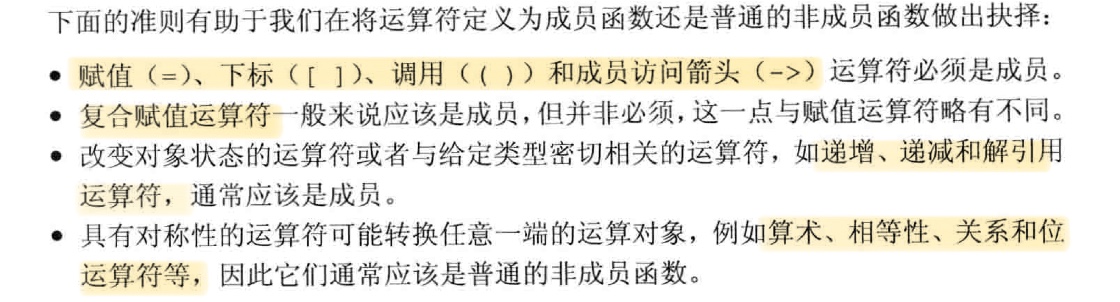 下面的准则有助于我们在将运算符定义为成员函数还是普通的非成员函数做出抉择：
• 赋值（=）、下标（[ ]）、调用（( )）和成员访问箭头（->）运算符必须是成员。
• 复合赋值运算符一般来说应该是成员，但并非必须，这一点与赋值运算符略有不同。
• 改变对象状态的运算符或者与给定类型密切相关的运算符，如递增、递减和解引用
运算符，通常应该是成员。
• 具有对称性的运算符可能转换任意一端的运算对象，例如算术、相等性、关系和位
运算符等，因此它们通常应该是普通的非成员函数。